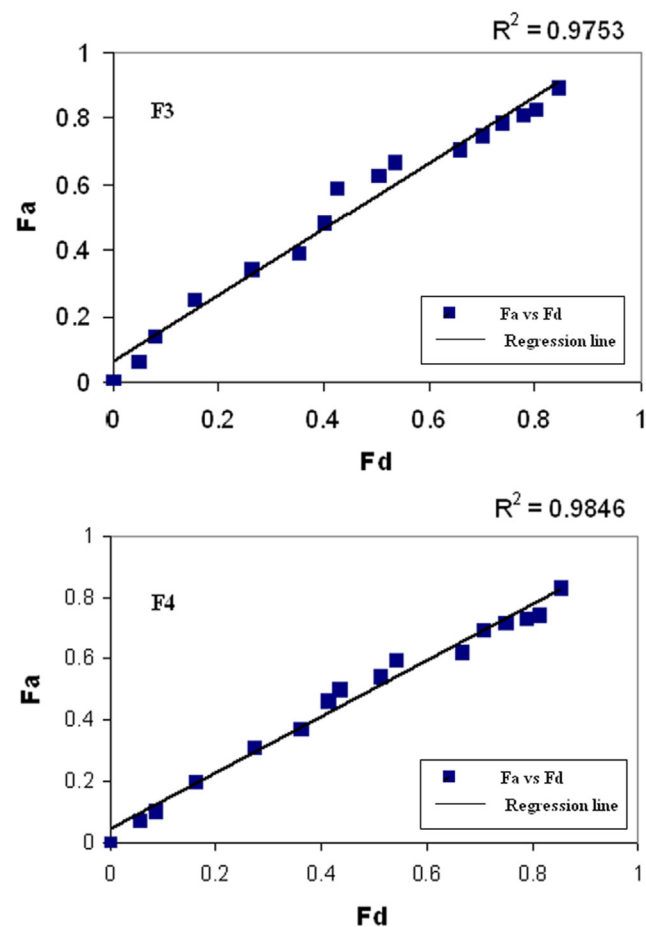 R² = 0.9753
1
F3
0.8
0.6
Fa
0.4
0.2
Fa vs Fd
Regression line
0
0 0.2 0.4 0.6 0.8 1
Fd
R² = 0.9846
1
F4
0.8
0.6
Fa
0.4
0.2
Fa vs Fd
Regression line
0
0 0.2 0.4 0.6 0.8 1
Fd